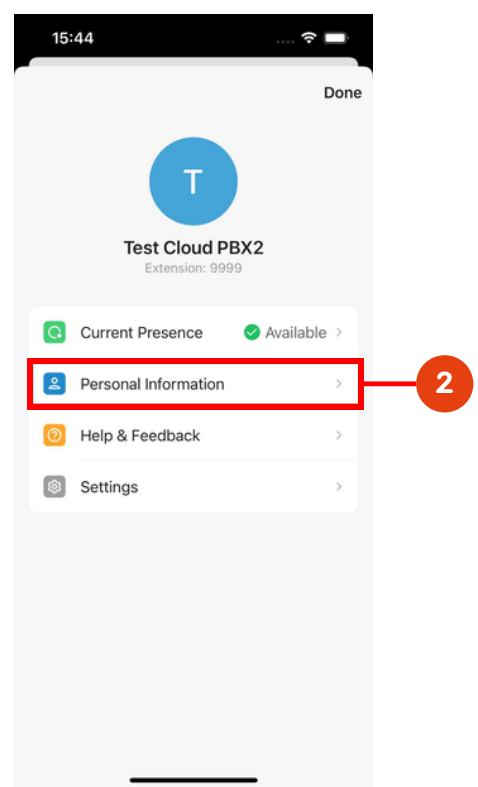 15:44
Done
T
Test Cloud PBX2
Extension: 9999
Current Presence Available
Personal Information
2
Help & Feedback
Settings